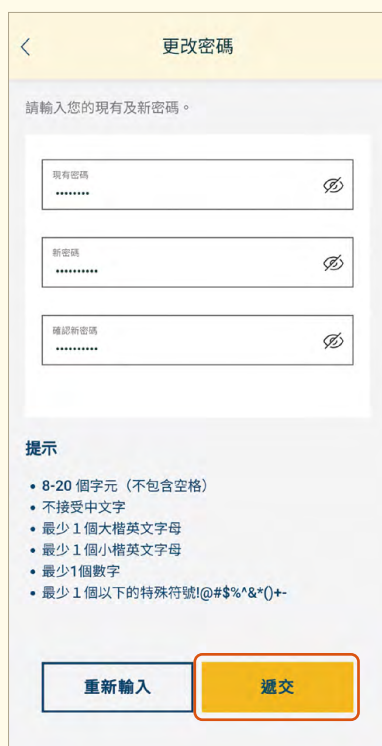 更改密碼
請輸入您的現有及新密碼。
現有密碼
••••••••
新密碼
••••••••••
確認新密碼
••••••••••
提示
• 8-20 個字元（不包含空格）
• 不接受中文字
• 最少１個大楷英文字母
• 最少１個小楷英文字母
• 最少1個數字
• 最少１個以下的特殊符號!@#$%^&*()+-
重新輸入
遞交